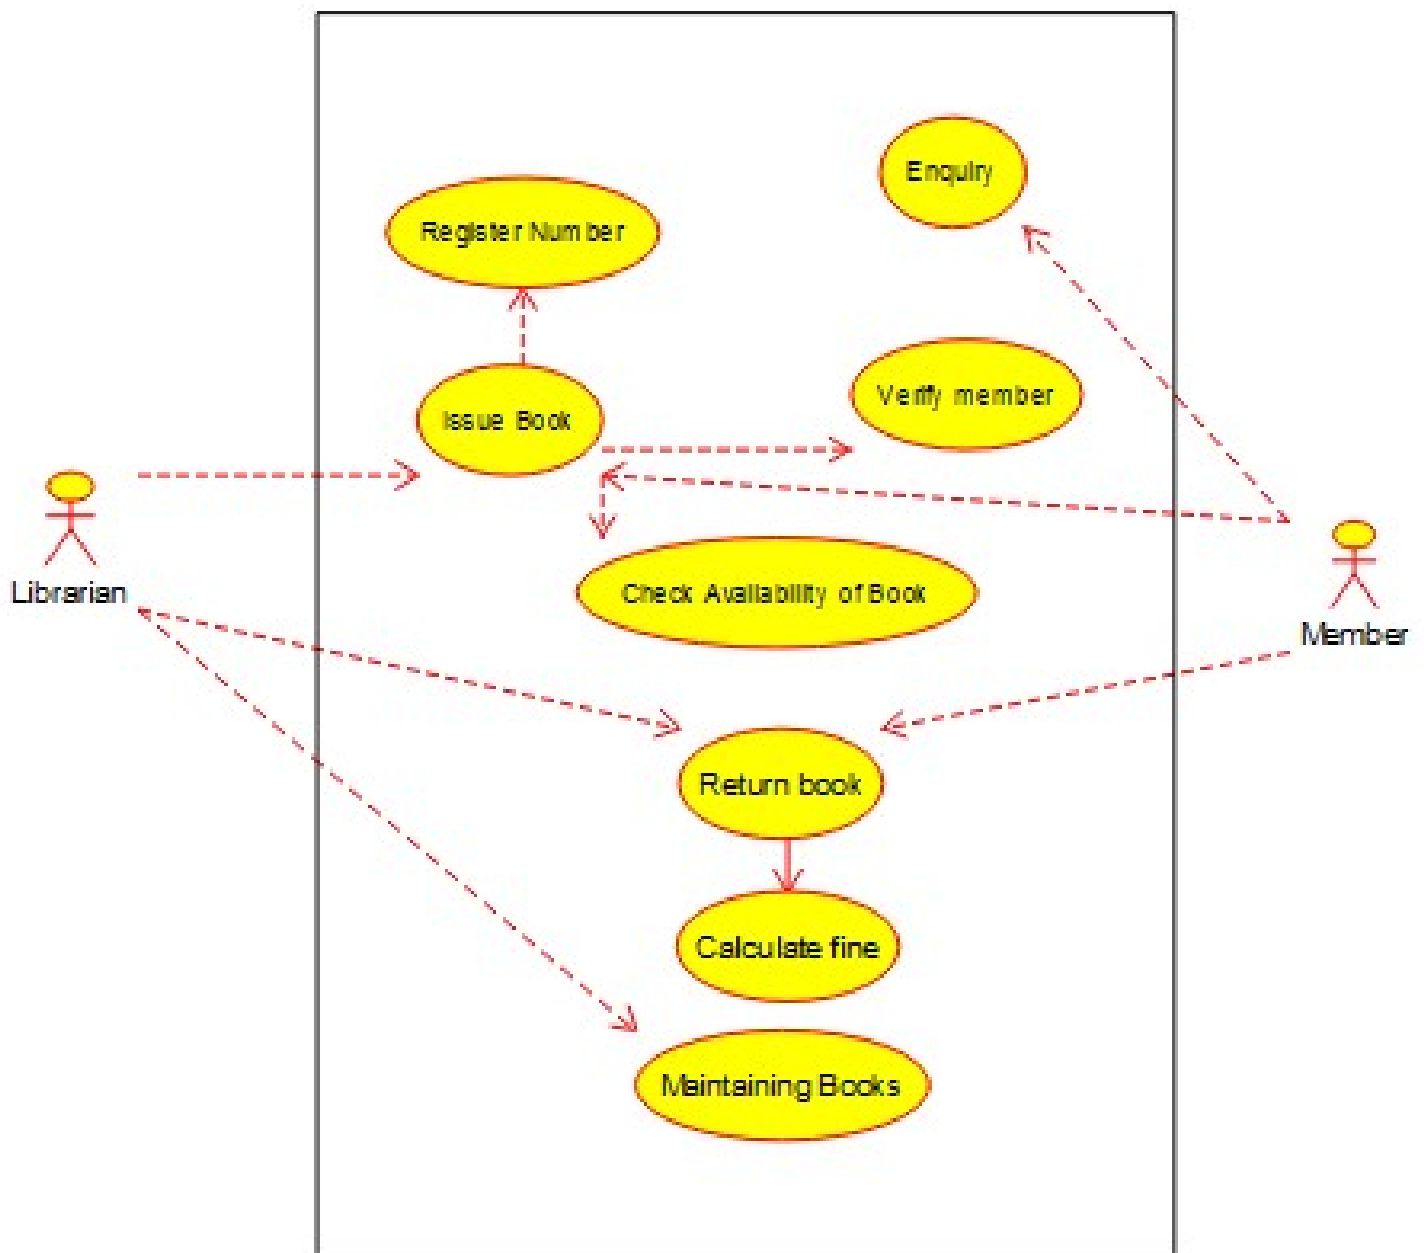 Enquiry
Register Number
Verify member
Issue Book
Librarian
Check Availability of Book
Member
Return book
Calculate fine
Maintaining Books